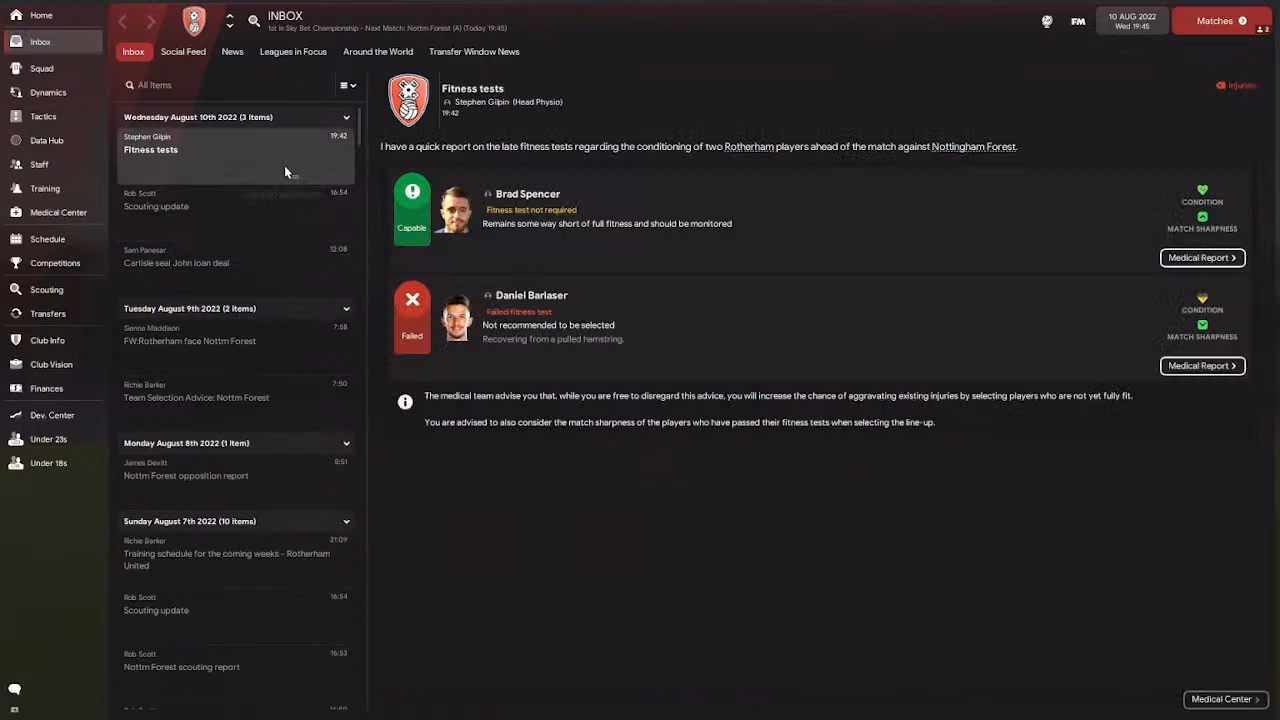 Home
Inbox
Squad
Dynamics
Tactics
Data Hub
Staff
Training
Medical Center
Schedule
Competitions
Scouting
Transfers
Club Info
Club Vision
Finances
Dev. Center
Under 23s
Under 18s
INBOX
1st in Sky Bet Championship - Next Match: Nottm Forest (A) (Today 19:45)
FM
10 AUG 2022
Wed 19:45
Matches
2
Inbox
Social Feed
News
Leagues in Focus
Around the World
Transfer Window News
All Items
Wednesday August 10th 2022 (3 items)
Stephen Gilpin 19:42
Fitness tests
Rob Scott 16:54
Scouting update
Sam Panesar 12:08
Carlisle seal John loan deal
Tuesday August 9th 2022 (2 items)
Sienna Maddison 7:58
FW:Rotherham face Nottm Forest
Richie Barker 7:50
Team Selection Advice: Nottm Forest
Monday August 8th 2022 (1 item)
James Devitt 8:51
Nottm Forest opposition report
Sunday August 7th 2022 (10 items)
Richie Barker 21:09
Training schedule for the coming weeks - Rotherham
United
Rob Scott 16:54
Scouting update
Rob Scott 16:53
Nottm Forest scouting report
Fitness tests
Stephen Gilpin (Head Physio)
19:42
Injuries
I have a quick report on the late fitness tests regarding the conditioning of two Rotherham players ahead of the match against Nottingham Forest.
Capable
Brad Spencer
Fitness test not required
Remains some way short of full fitness and should be monitored
CONDITION
MATCH SHARPNESS
Medical Report >
Failed
Daniel Barlaser
Failed fitness test
Not recommended to be selected
Recovering from a pulled hamstring.
CONDITION
MATCH SHARPNESS
Medical Report >
The medical team advise you that, while you are free to disregard this advice, you will increase the chance of aggravating existing injuries by selecting players who are not yet fully fit.
You are advised to also consider the match sharpness of the players who have passed their fitness tests when selecting the line-up.
Medical Center >